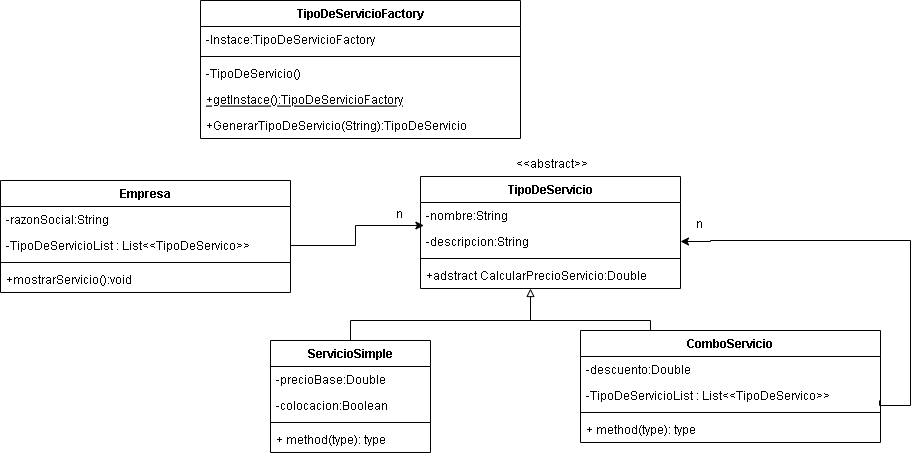 TipoDeServicioFactory
-Instace:TipoDeServicioFactory
-TipoDeServicio()
+getInstace():TipoDeServicioFactory
+GenerarTipoDeServicio(String):TipoDeServicio
<<abstract>>
Empresa
-razonSocial:String
-TipoDeServicioList : List<<TipoDeServico>>
+mostrarServicio():void
n
TipoDeServicio
-nombre:String
-descripcion:String
+adstract CalcularPrecioServicio:Double
n
ServicioSimple
-precioBase:Double
-colocacion:Boolean
+ method(type): type
ComboServicio
-descuento:Double
-TipoDeServicioList : List<<TipoDeServico>>
+ method(type): type